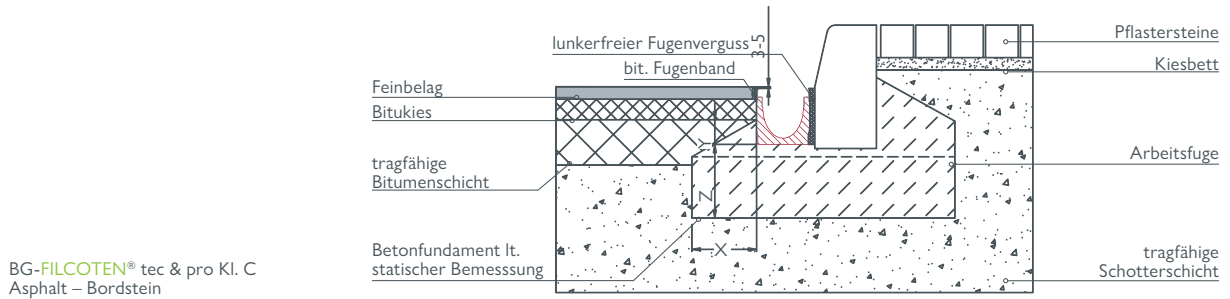 lunkerfreier Fugenverguss
3-5
bit. Fugenband
Feinbelag
Bitukies
tragfähige
Bitumenschicht
Betonfundament lt.
statischer Bemesssung
Y
Z
X
Pflastersteine
Kiesbett
Arbeitsfuge
tragfähige
Schotterschicht
BG-FILCOTEN® tec & pro Kl. C
Asphalt – Bordstein